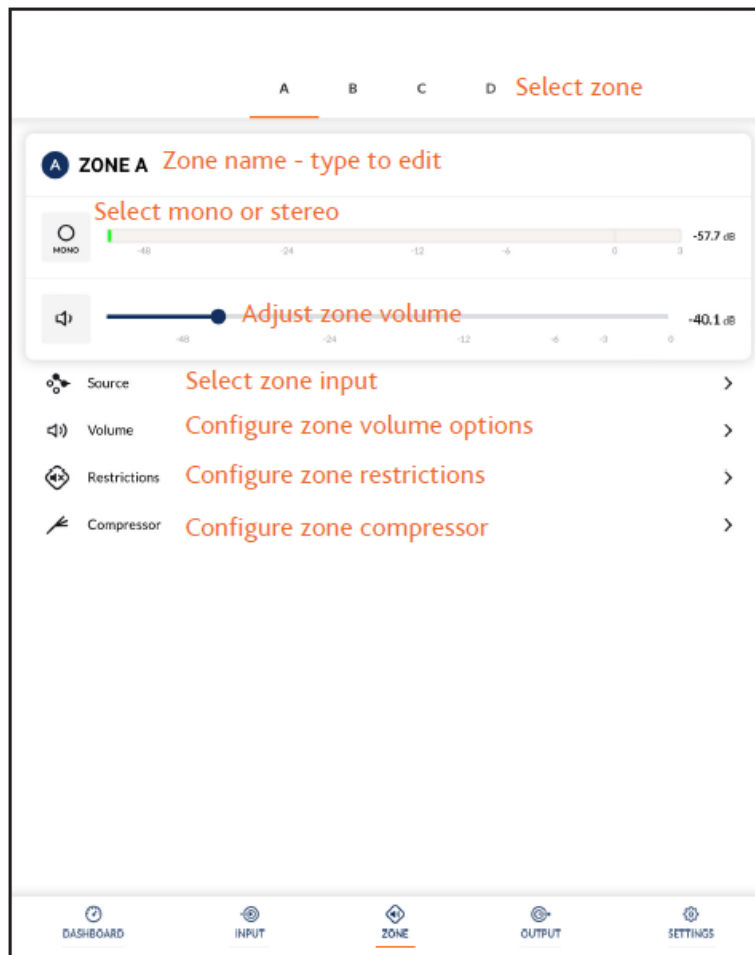 A B C D Select zone
A ZONE A Zone name - type to edit
Select mono or stereo
MONO
-57.7 dB
-48 -24 -12 -6 0 3
Adjust zone volume
-40.1 dB
-48 -24 -12 -6 -3 0
Source Select zone input
Volume Configure zone volume options
Restrictions Configure zone restrictions
Compressor Configure zone compressor
DASHBOARD INPUT ZONE OUTPUT SETTINGS